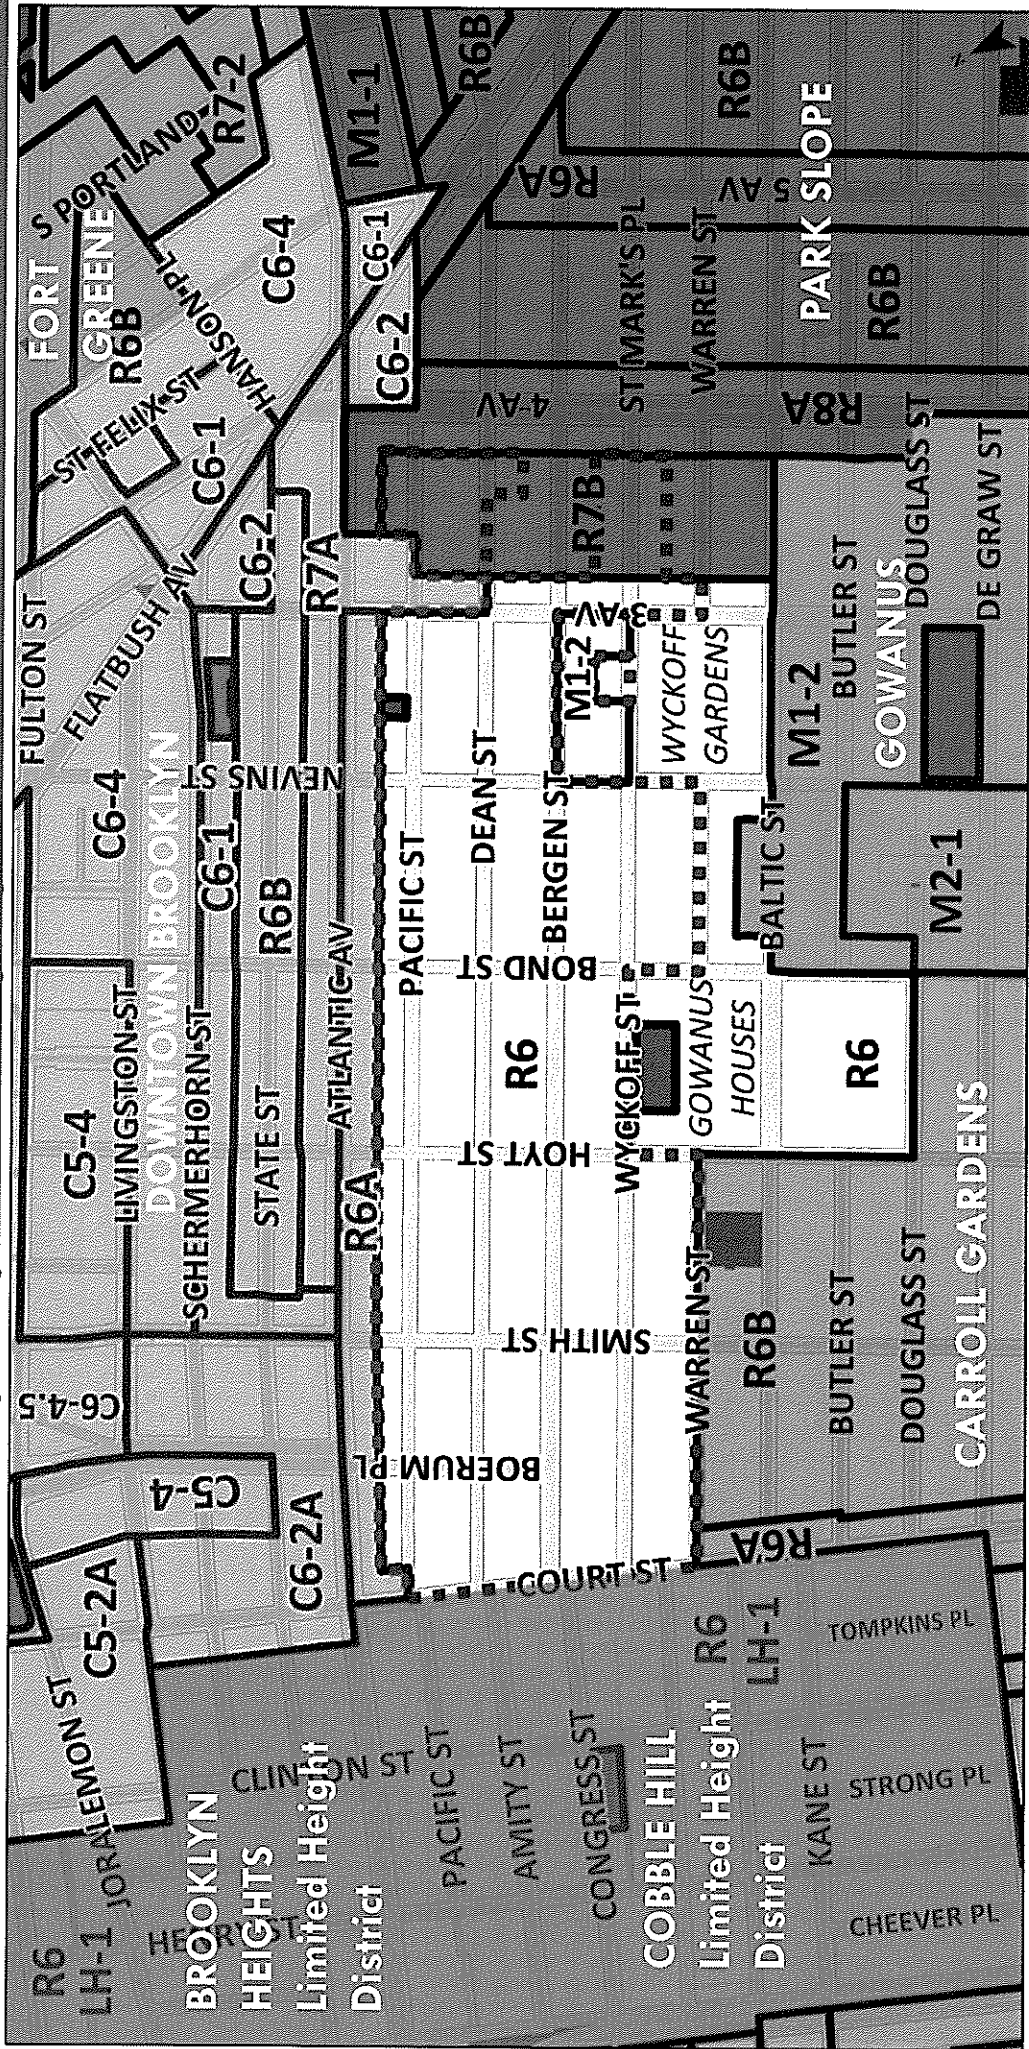 R6
LH-1
JORALEMON ST
HENRY ST
BROOKLYN
HEIGHTS
Limited Height
District
CLINTON ST
PACIFIC ST
AMITY ST
CONGRESS ST
COBBLE HILL
Limited Height
District
R6
LH-1
KANE ST
TOMPKINS PL
STRONG PL
CHEEVER PL
C5-2A
C5-4
C6-2A
C6-4.5
COURT ST
R6A
BOERUM PL
SMITH ST
HOYT ST
BOND ST
NEVINS ST
3 AV
4 AV
5 AV
C5-4
LIVINGSTON ST
DOWNTOWN BROOKLYN
SCHERMERHORN ST
STATE ST
R6A
ATLANTIC AV
C6-4
C6-1
R6B
FULTON ST
FLATBUSH AV
C6-2
R7A
PACIFIC ST
DEAN ST
BERGEN ST
R6
WYCKOFF ST
WARREN ST
GOWANUS
HOUSES
R6
M1-2
WYCKOFF
GARDENS
BALTIC ST
R6B
BUTLER ST
DOUGLASS ST
CARROLL GARDENS
M2-1
M1-2
BUTLER ST
GOWANUS
DOUGLASS ST
DE GRAW ST
R7B
R8A
FORT
GREENE
R6B
S PORTLAND
ST FELIX ST
HANSON PL
C6-1
C6-4
R7-2
M1-1
C6-1
C6-2
R6B
R6A
ST MARK'S PL
WARREN ST
PARK SLOPE
R6B
R6B